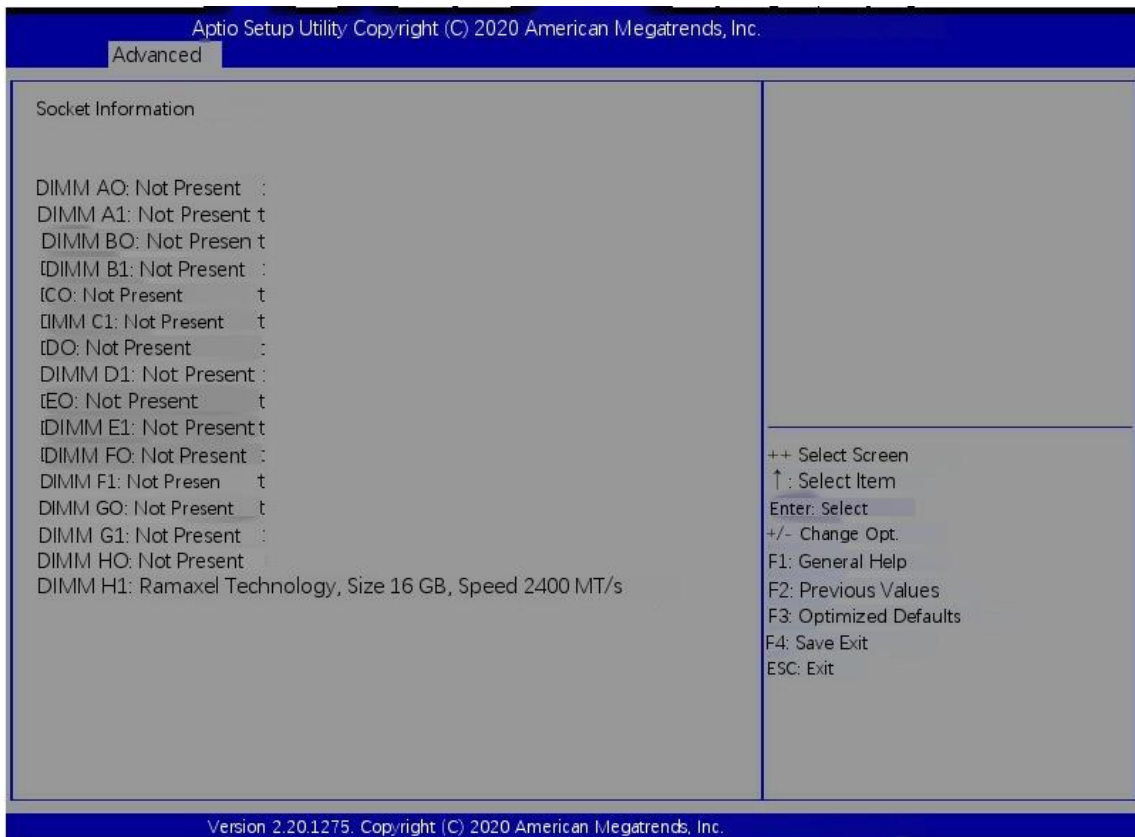 Aptio Setup Utility Copyright (C) 2020 American Megatrends, Inc.
Advanced
Socket Information
DIMM AO: Not Present :
DIMM A1: Not Present t
DIMM BO: Not Presen t
[DIMM B1: Not Present :
[CO: Not Present t
[IMM C1: Not Present t
[DO: Not Present :
DIMM D1: Not Present :
[EO: Not Present t
[DIMM E1: Not Present t
[DIMM FO: Not Present :
DIMM F1: Not Presen t
DIMM GO: Not Present t
DIMM G1: Not Present :
DIMM HO: Not Present
DIMM H1: Ramaxel Technology, Size 16 GB, Speed 2400 MT/s
++ Select Screen
↑ : Select Item
Enter: Select
+/- Change Opt.
F1: General Help
F2: Previous Values
F3: Optimized Defaults
F4: Save Exit
ESC: Exit
Version 2.20.1275. Copyright (C) 2020 American Megatrends, Inc.